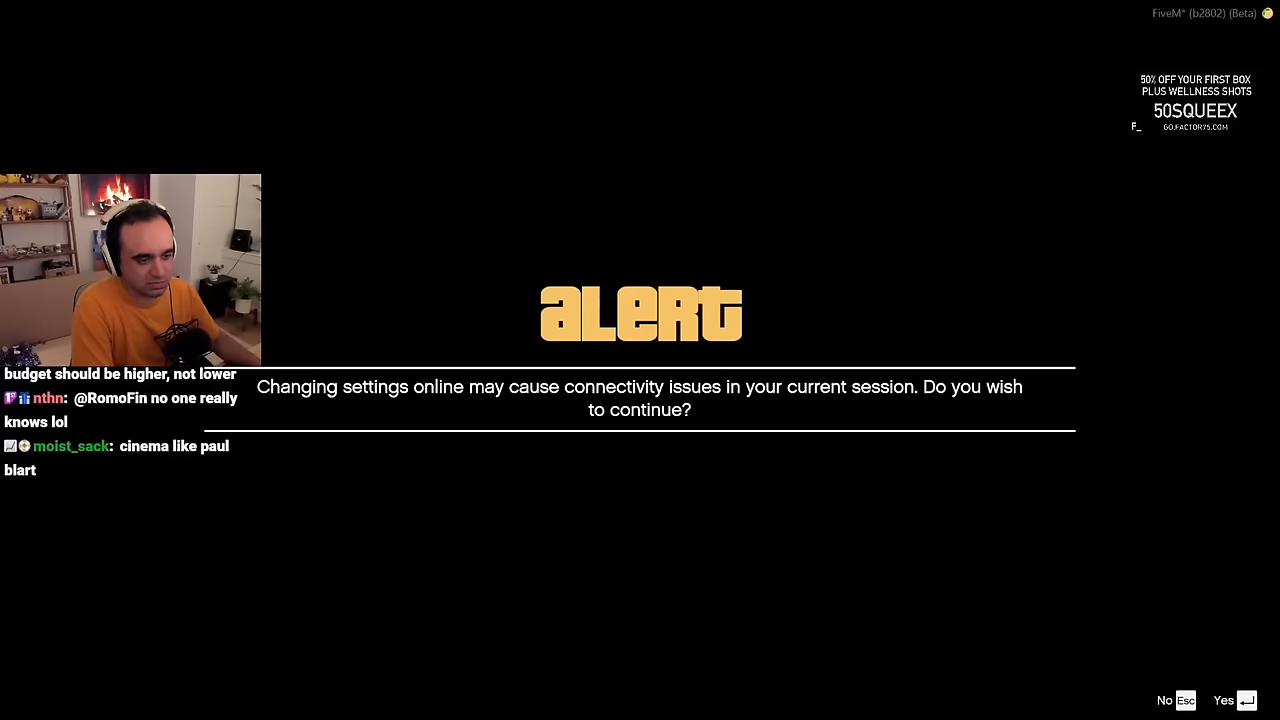 FiveM* (b2802) (Beta)
50% OFF YOUR FIRST BOX
PLUS WELLNESS SHOTS
50SQUEEX
F_ GO.FACTOR75.COM
aLeRt
budget should be higher, not lower
nthn: @RomoFin no one really
knows lol
moist_sack: cinema like paul
blart
Changing settings online may cause connectivity issues in your current session. Do you wish
to continue?
No Esc Yes